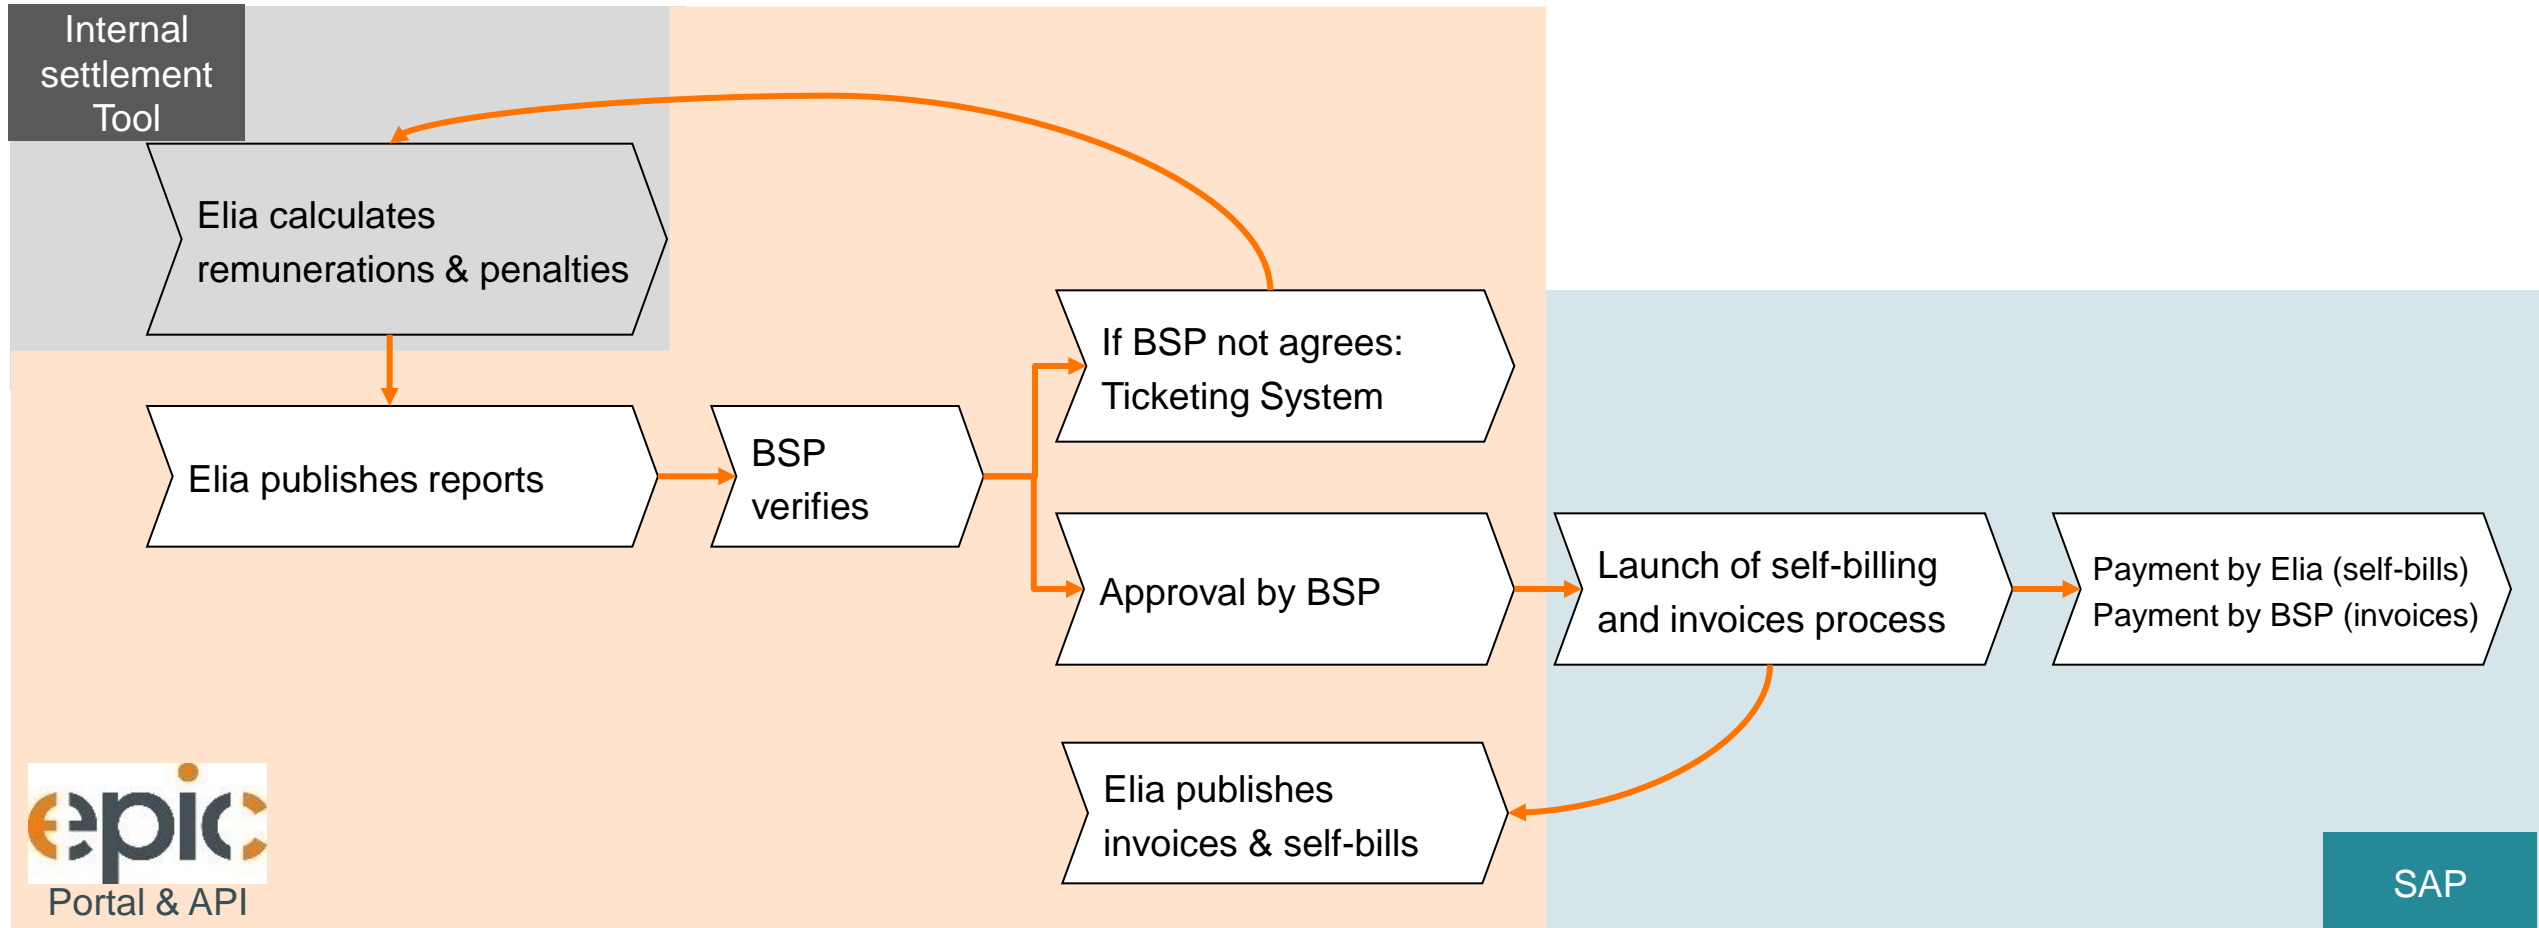 Internal
settlement
Tool
Elia calculates
remunerations & penalties
If BSP not agrees:
Ticketing System
Elia publishes reports
BSP
verifies
Approval by BSP
Launch of self-billing
and invoices process
Payment by Elia (self-bills)
Payment by BSP (invoices)
Elia publishes
invoices & self-bills
epic
Portal & API
SAP